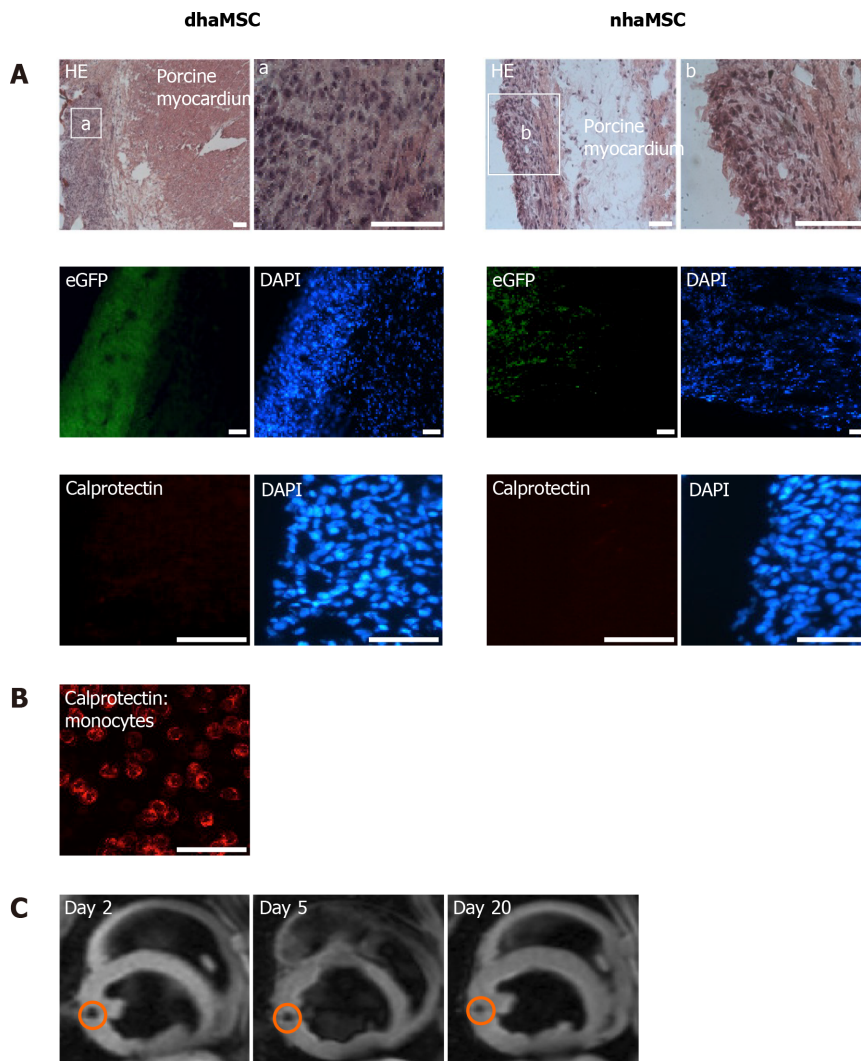 dhaMSC nhaMSC
A
HE Porcine myocardium a a
HE Porcine myocardium b b
eGFP DAPI eGFP DAPI
Calprotectin DAPI Calprotectin DAPI
B
Calprotectin:
monocytes
C
Day 2 Day 5 Day 20